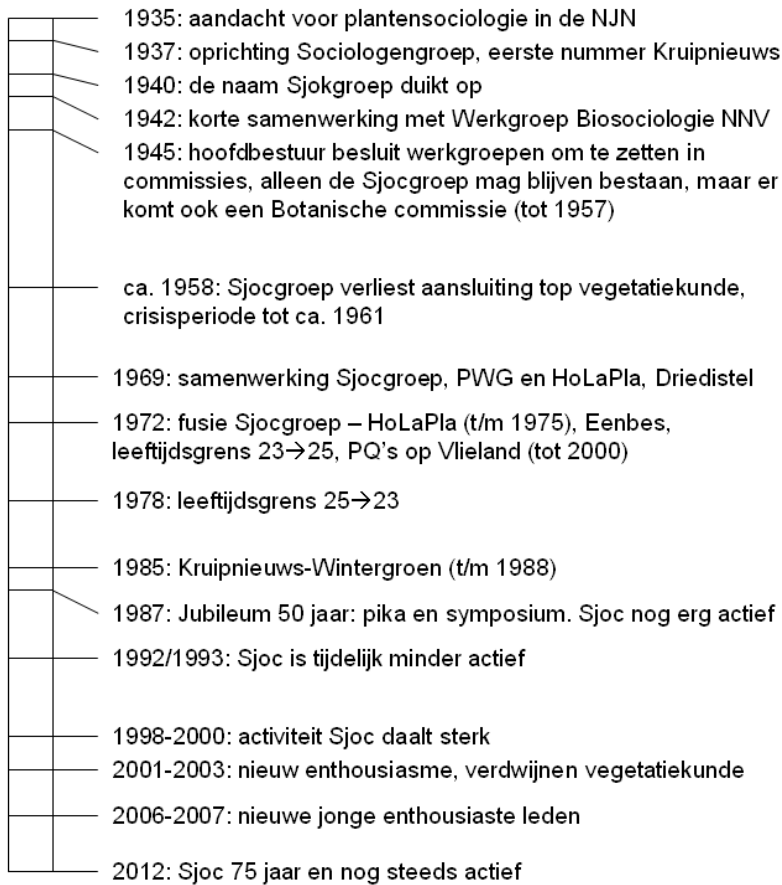 1935: aandacht voor plantensociologie in de NJN
1937: oprichting Sociologengroep, eerste nummer Kruipnieuws
1940: de naam Sjokgroep duikt op
1942: korte samenwerking met Werkgroep Biosociologie NNV
1945: hoofdbestuur besluit werkgroepen om te zetten in
commissies, alleen de Sjocgroep mag blijven bestaan, maar er
komt ook een Botanische commissie (tot 1957)
ca. 1958: Sjocgroep verliest aansluiting top vegetatiekunde,
crisisperiode tot ca. 1961
1969: samenwerking Sjocgroep, PWG en HoLaPla, Driedistel
1972: fusie Sjocgroep – HoLaPla (t/m 1975), Eenbes,
leeftijdsgrens 23→25, PQ's op Vlieland (tot 2000)
1978: leeftijdsgrens 25→23
1985: Kruipnieuws-Wintergroen (t/m 1988)
1987: Jubileum 50 jaar: pika en symposium. Sjoc nog erg actief
1992/1993: Sjoc is tijdelijk minder actief
1998-2000: activiteit Sjoc daalt sterk
2001-2003: nieuw enthousiasme, verdwijnen vegetatiekunde
2006-2007: nieuwe jonge enthousiaste leden
2012: Sjoc 75 jaar en nog steeds actief